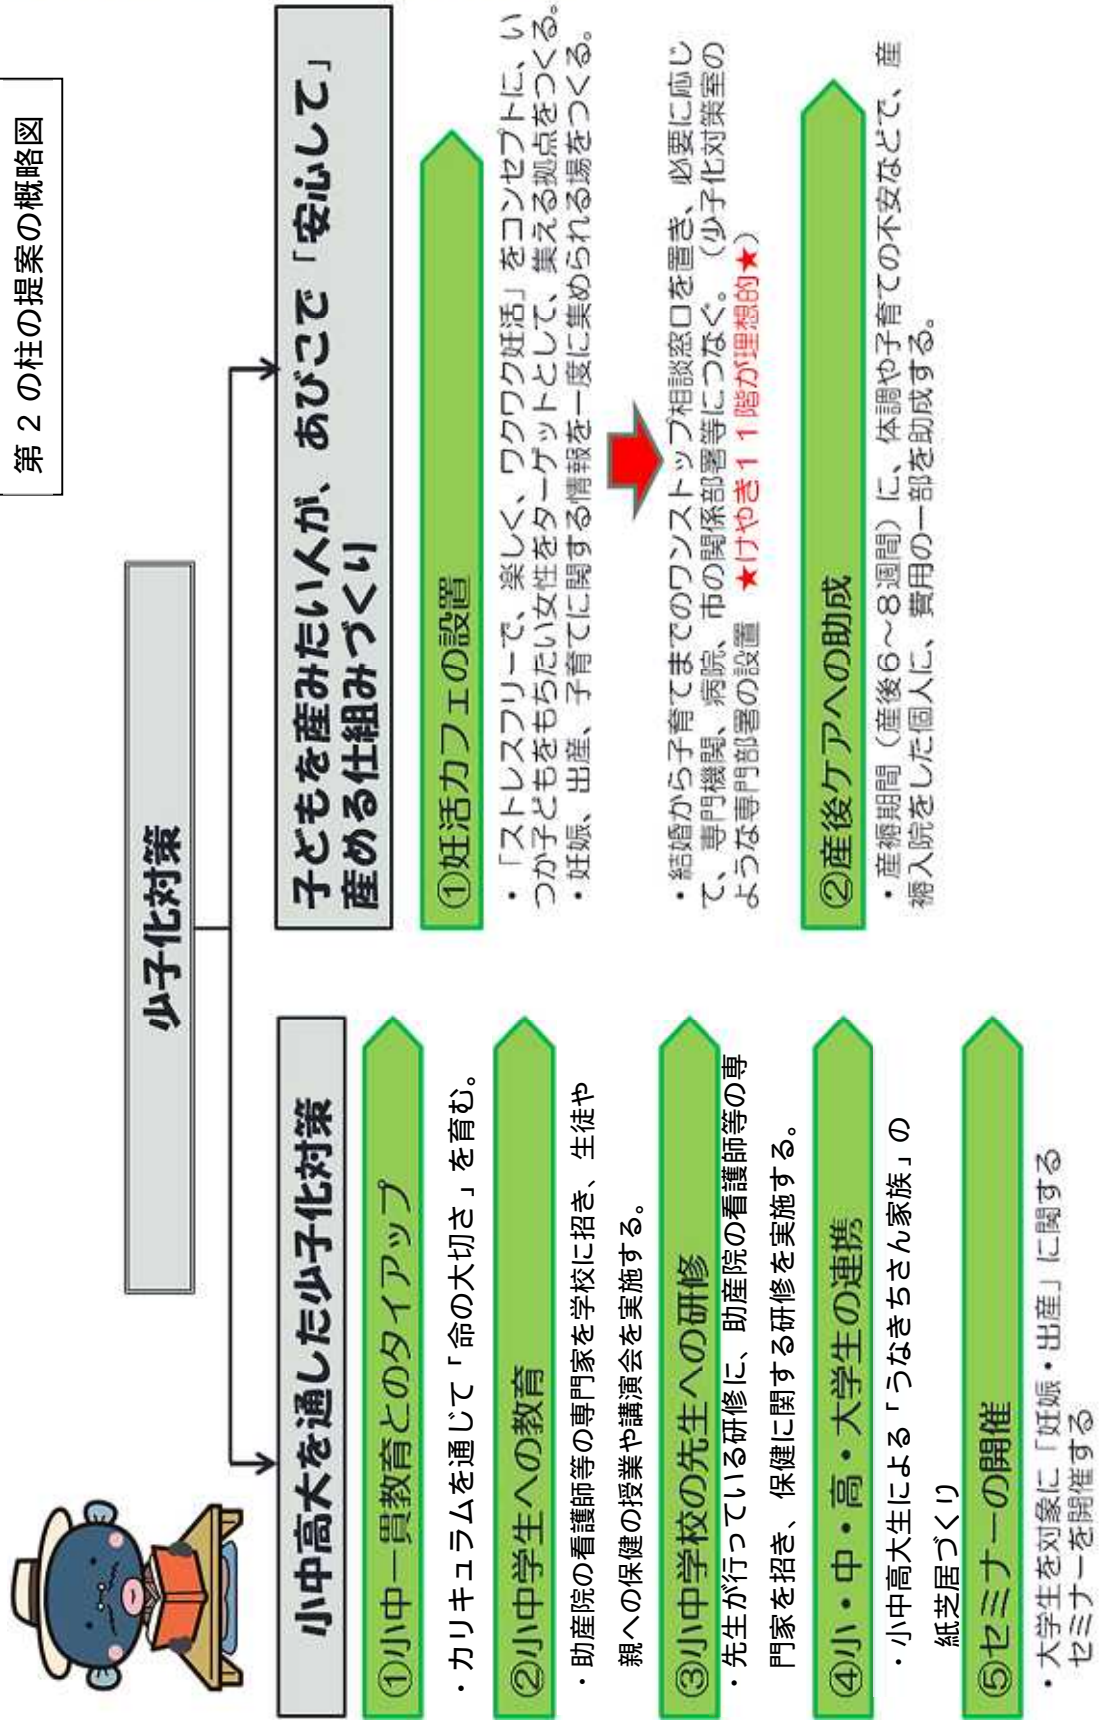 第２の柱の提案の概略図
少子化対策
小中高大を通した少子化対策
①小中一貫教育とのタイアップ
・カリキュラムを通じて「命の大切さ」を育む。
②小中学生への教育
・助産院の看護師等の専門家を学校に招き、生徒や
親への保健の授業や講演会を実施する。
③小中学校の先生への研修
・先生が行っている研修に、助産院の看護師等の専
門家を招き、保健に関する研修を実施する。
④小・中・高・大学生の連携
・小中高大生による「うなきちさん家族」の
紙芝居づくり
⑤セミナーの開催
・大学生を対象に「妊娠・出産」に関する
セミナーを開催する
子どもを産みたい人が、あびこで「安心して」
産める仕組みづくり
①妊活カフェの設置
・「ストレスフリーで、楽しく、ワクワク妊活」をコンセプトに、い
つか子どもをもちたい女性をターゲットとして、集える拠点をつくる。
・妊娠、出産、子育てに関する情報を一度に集められる場をつくる。
・結婚から子育てまでのワンストップ相談窓口を置き、必要に応じ
て、専門機関、病院、市の関係部署等につなぐ。（少子化対策室の
ような専門部署の設置　★けやき１１階が理想的★）
②産後ケアへの助成
・産褥期間（産後６～８週間）に、体調や子育ての不安などで、産
褥入院をした個人に、費用の一部を助成する。